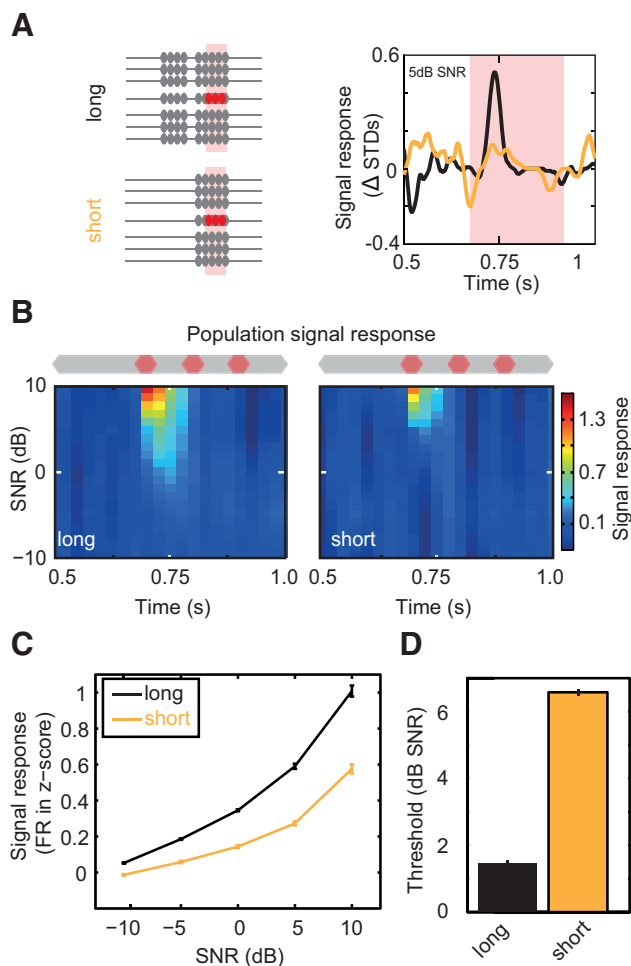 A
long
short
0.6
5dB SNR
Signal response
(Δ STDs)
-0.4
0.5
0.75
1
Time (s)
B
Population signal response
10
0
−10
SNR (dB)
long
short
0.5
0.75
1.0
Time (s)
0.5
0.75
1.0
Time (s)
1.3
0.7
0.1
Signal response
C
Signal response
(FR in z−score)
1
0.8
0.6
0.4
0.2
0
long
short
−10
−5
0
5
10
SNR (dB)
D
Threshold (dB SNR)
6
4
2
0
long
short